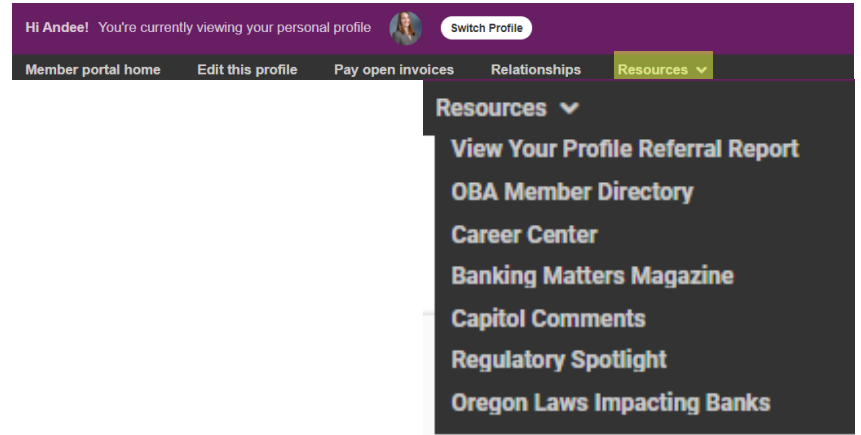 Hi Andee! You're currently viewing your personal profile Switch Profile
Member portal home Edit this profile Pay open invoices Relationships Resources
Resources
View Your Profile Referral Report
OBA Member Directory
Career Center
Banking Matters Magazine
Capitol Comments
Regulatory Spotlight
Oregon Laws Impacting Banks